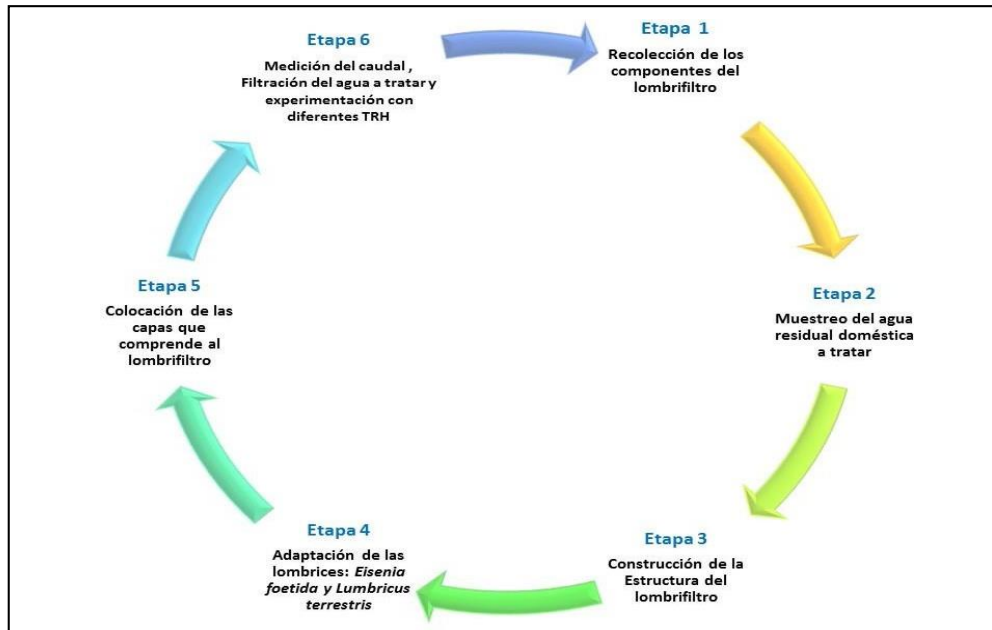 Etapa 1
Recolección de los
componentes del
lombrifiltro
Etapa 2
Muestreo del agua
residual doméstica
a tratar
Etapa 3
Construcción de la
Estructura del
lombrifiltro
Etapa 4
Adaptación de las
lombrices: Eisenia
foetida y Lumbricus
terrestris
Etapa 5
Colocación de las
capas que
comprende al
lombrifiltro
Etapa 6
Medición del caudal ,
Filtración del agua a tratar y
experimentación con
diferentes TRH